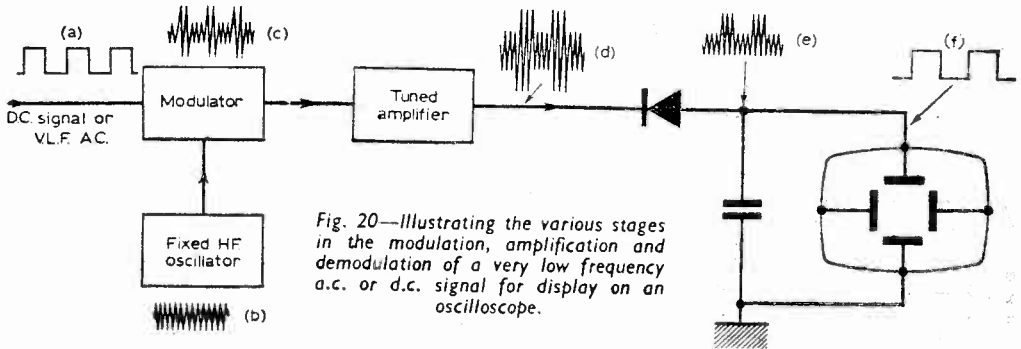 (a)
(c)
(d)
(e)
(f)
Modulator
Tuned
amplifier
D.C. signal or
V.L.F. A.C.
Fixed H.F.
oscillator
(b)
Fig. 20—Illustrating the various stages
in the modulation, amplification and
demodulation of a very low frequency
a.c. or d.c. signal for display on an
oscilloscope.